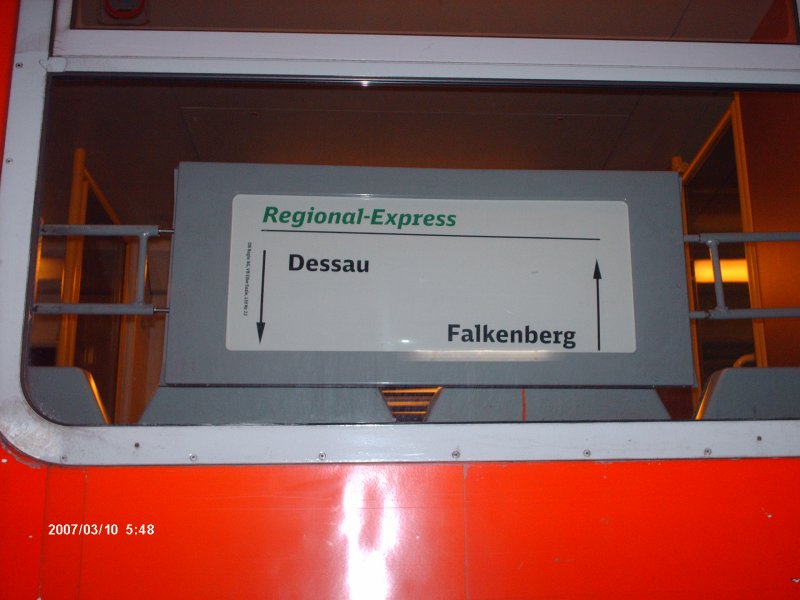 Regional-Express
Dessau
Falkenberg
2007/03/10 5:48